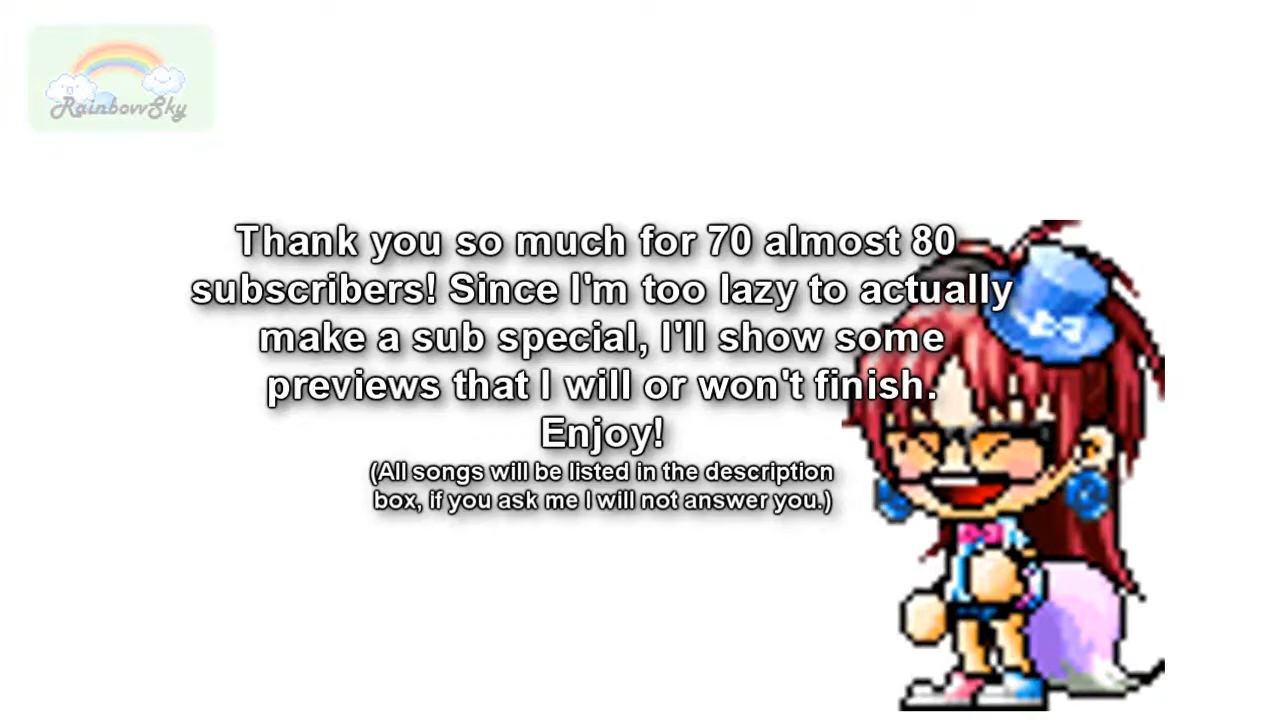 RainbowSky
Thank you so much for 70 almost 80
subscribers! Since I'm too lazy to actually
make a sub special, I'll show some
previews that I will or won't finish.
Enjoy!
(All songs will be listed in the description
box, if you ask me I will not answer you.)